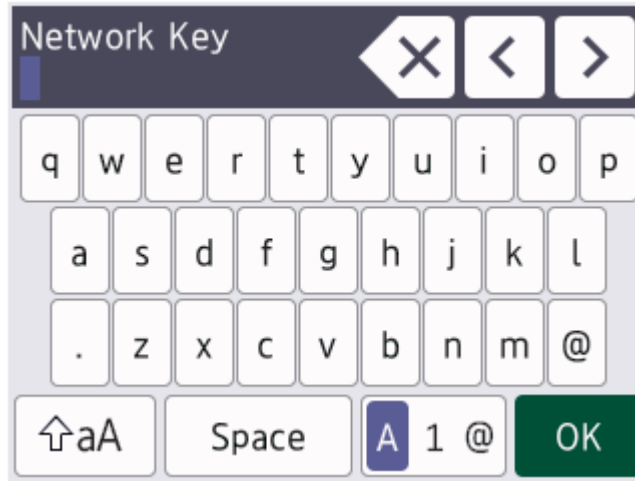 Network Key
q w e r t y u i o p
a s d f g h j k l
. z x c v b n m @
aA Space A 1 @ OK